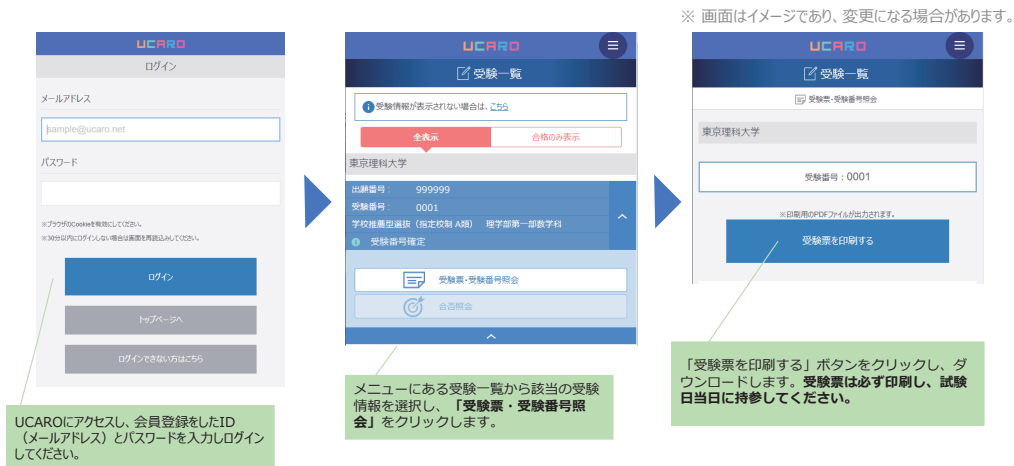 ※ 画面はイメージであり、変更になる場合があります。
UCARO
ログイン
メールアドレス
sample@ucaro.net
パスワード
※ブラウザのCookieを有効にしてください。
※30分以内にログインしない場合は画面を再読込みしてください。
ログイン
トップページへ
ログインできない方はこちら
UCAROにアクセスし、会員登録をしたID
（メールアドレス）とパスワードを入力しログイン
してください。
UCARO
受験一覧
受験情報が表示されない場合は、こちら
全表示 合格のみ表示
東京理科大学
出願番号： 999999
受験番号： 0001
学校推薦型選抜（指定校制 A類） 理学部第一部数学科
受験番号確定
受験票・受験番号照会
合否照会
メニューにある受験一覧から該当の受験
情報を選択し、「受験票・受験番号照
会」をクリックします。
UCARO
受験一覧
受験票・受験番号照会
東京理科大学
受験番号：0001
※印刷用のPDFファイルが出力されます。
受験票を印刷する
「受験票を印刷する」ボタンをクリックし、ダ
ウンロードします。受験票は必ず印刷し、試験
日当日に持参してください。